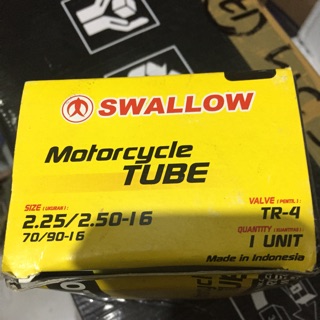 SWALLOW
Motorcycle
TUBE
SIZE (UKURAN) :
2.25/2.50-16
70/90-16
VALVE (PENTIL) :
TR-4
QUANTITY (KUANTITAS) :
1 UNIT
Made in Indonesia